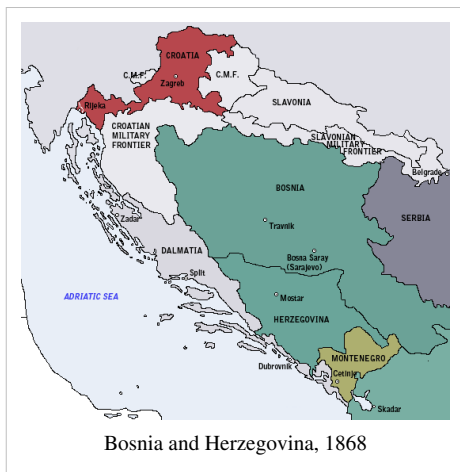 CROATIA
C.M.F.
C.M.F.
Zagreb
Rijeka
SLAVONIA
CROATIAN
MILITARY
FRONTIER
SLAVONIAN
MILITARY
FRONTIER
Belgrade
BOSNIA
SERBIA
Zadar
Travnik
DALMATIA
Bosna Saray
(Sarajevo)
Split
ADRIATIC SEA
Mostar
HERZEGOVINA
MONTENEGRO
Dubrovnik
Cetinje
Skadar
Bosnia and Herzegovina, 1868